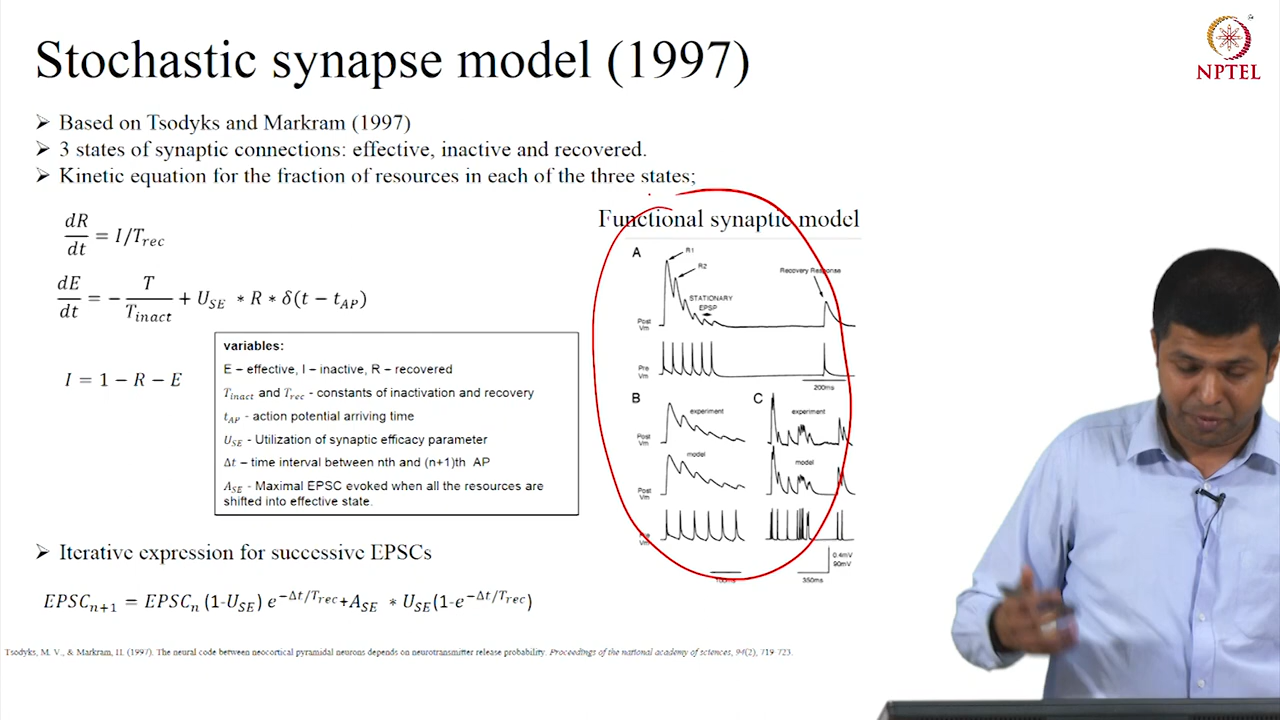 Stochastic synapse model (1997)
NPTEL
➤ Based on Tsodyks and Markram (1997)
➤ 3 states of synaptic connections: effective, inactive and recovered.
➤ Kinetic equation for the fraction of resources in each of the three states;
dR/dt = I/T_rec
dE/dt = − T/T_inact + U_SE * R * δ(t − t_AP)
I = 1 − R − E
variables:
E – effective, I – inactive, R – recovered
T_inact and T_rec - constants of inactivation and recovery
t_AP - action potential arriving time
U_SE - Utilization of synaptic efficacy parameter
Δt – time interval between nth and (n+1)th AP
A_SE - Maximal EPSC evoked when all the resources are
shifted into effective state.
Functional synaptic model
A
R1
R2
Recovery Response
STATIONARY
EPSP
Post
Vm
Pre
Vm
200ms
B
C
experiment
experiment
Post
Vm
model
model
Post
Vm
Pre
Vm
0.4mV
90mV
100ms
350ms
➤ Iterative expression for successive EPSCs
EPSC_n+1 = EPSC_n (1-U_SE) e^−Δt/T_rec+A_SE * U_SE(1-e^−Δt/T_rec)
Tsodyks, M. V., & Markram, H. (1997). The neural code between neocortical pyramidal neurons depends on neurotransmitter release probability. Proceedings of the national academy of sciences, 94(2), 719-723.